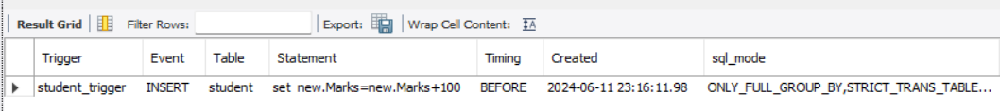 Result Grid Filter Rows: Export: Wrap Cell Content: IA
Trigger Event Table Statement Timing Created sql_mode
student_trigger INSERT student set new.Marks=new.Marks+100 BEFORE 2024-06-11 23:16:11.98 ONLY_FULL_GROUP_BY,STRICT_TRANS_TABLE...